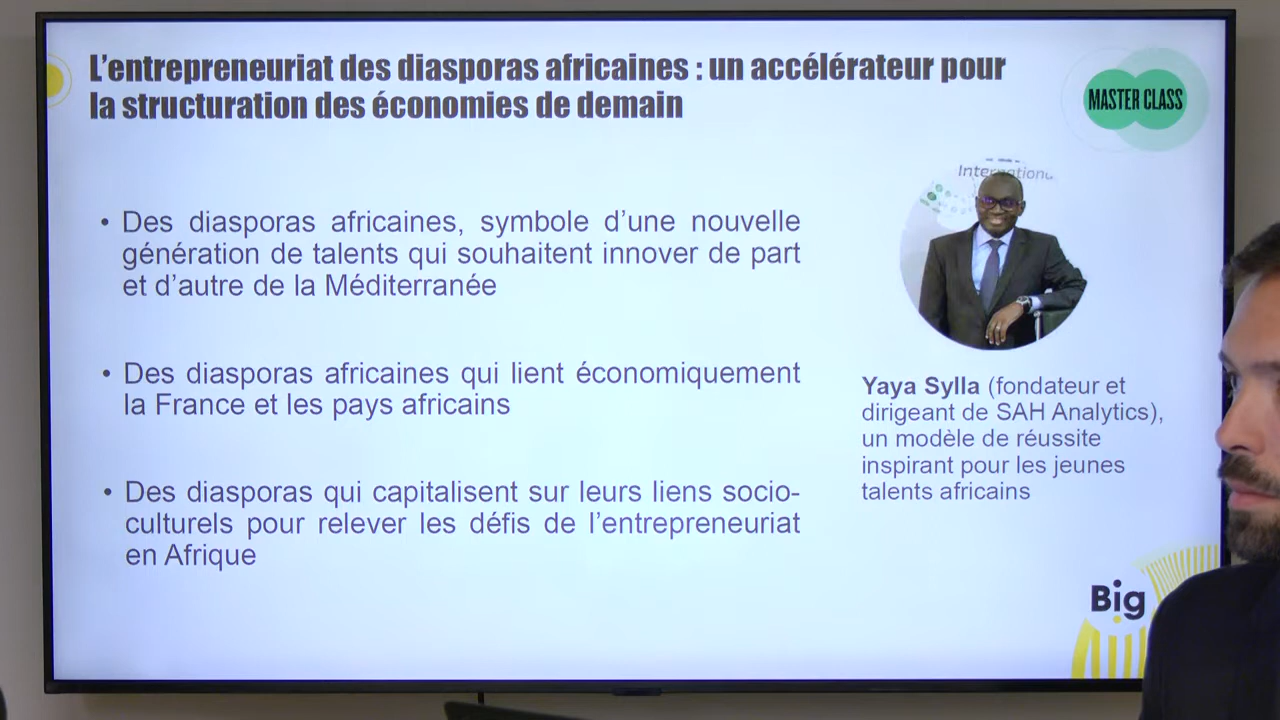 L'entrepreneuriat des diasporas africaines : un accélérateur pour
la structuration des économies de demain
MASTER CLASS
• Des diasporas africaines, symbole d'une nouvelle
génération de talents qui souhaitent innover de part
et d'autre de la Méditerranée
• Des diasporas africaines qui lient économiquement
la France et les pays africains
• Des diasporas qui capitalisent sur leurs liens socio-
culturels pour relever les défis de l'entrepreneuriat
en Afrique
Yaya Sylla (fondateur et
dirigeant de SAH Analytics),
un modèle de réussite
inspirant pour les jeunes
talents africains
Big